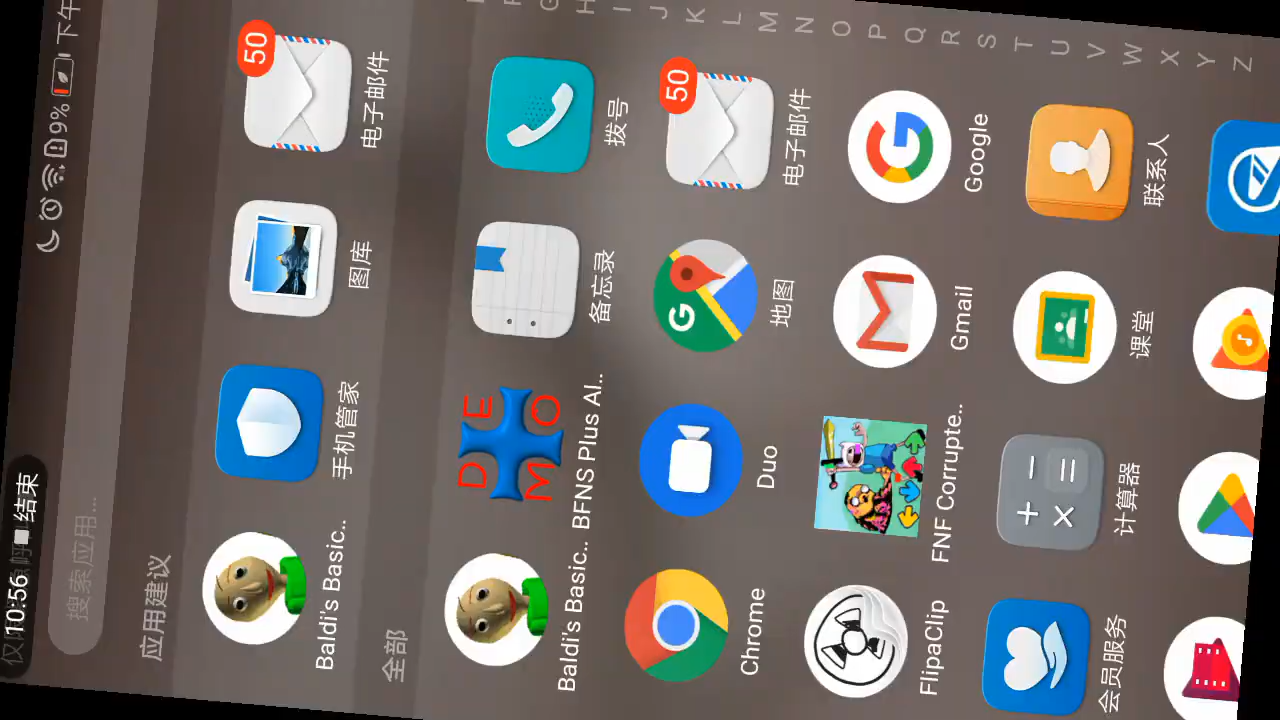 10:56 结束
9% 下午
搜索应用...
应用建议
Baldi's Basic.. 手机管家 图库 电子邮件
50
全部
Baldi's Basic.. BFNS Plus Al.. 备忘录 拨号
DEMO
Chrome Duo 地图 电子邮件
50
FlipaClip FNF Corrupte.. Gmail Google
会员服务 计算器 课堂 联系人
G H I J K L M N O P Q R S T U V W X Y Z